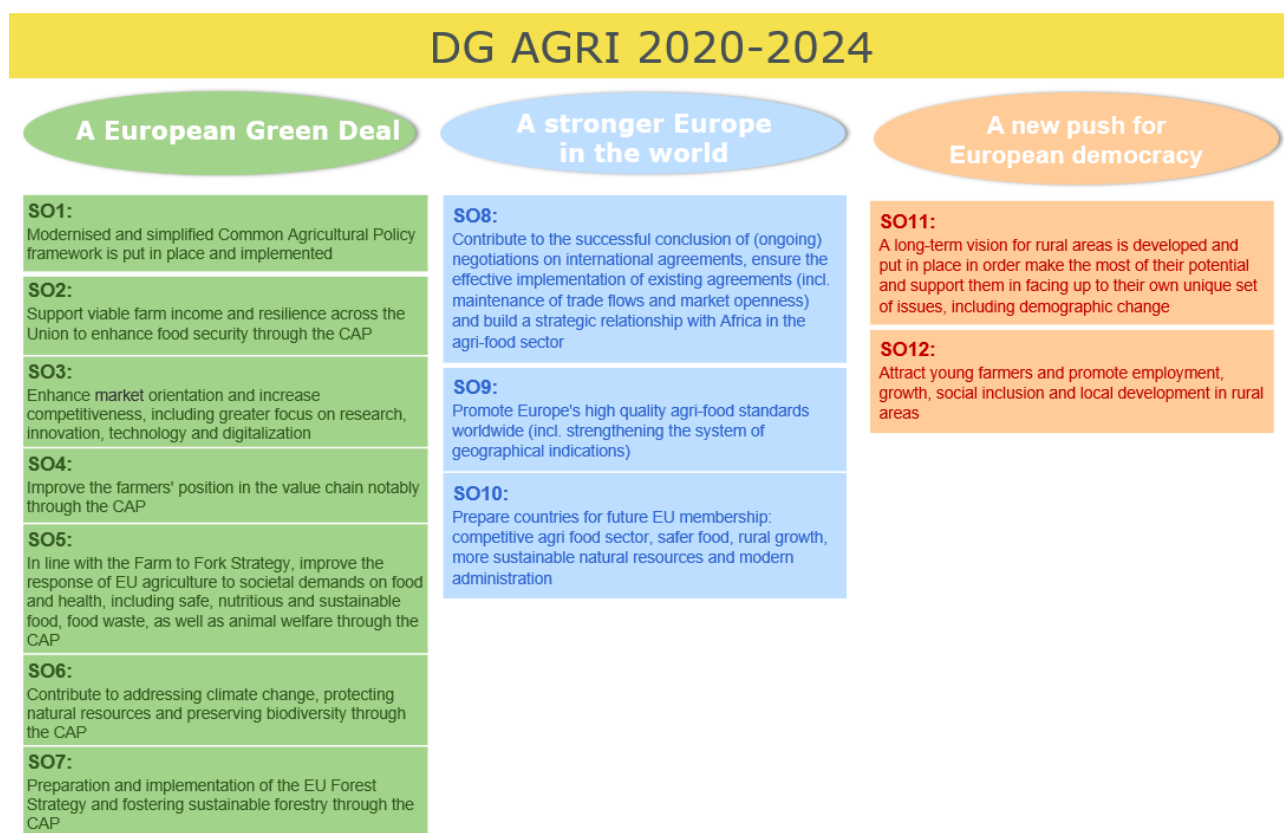 DG AGRI 2020-2024
A European Green Deal
SO1:
Modernised and simplified Common Agricultural Policy
framework is put in place and implemented
SO2:
Support viable farm income and resilience across the
Union to enhance food security through the CAP
SO3:
Enhance market orientation and increase
competitiveness, including greater focus on research,
innovation, technology and digitalization
SO4:
Improve the farmers' position in the value chain notably
through the CAP
SO5:
In line with the Farm to Fork Strategy, improve the
response of EU agriculture to societal demands on food
and health, including safe, nutritious and sustainable
food, food waste, as well as animal welfare through the
CAP
SO6:
Contribute to addressing climate change, protecting
natural resources and preserving biodiversity through
the CAP
SO7:
Preparation and implementation of the EU Forest
Strategy and fostering sustainable forestry through the
CAP
A stronger Europe
in the world
SO8:
Contribute to the successful conclusion of (ongoing)
negotiations on international agreements, ensure the
effective implementation of existing agreements (incl.
maintenance of trade flows and market openness)
and build a strategic relationship with Africa in the
agri-food sector
SO9:
Promote Europe's high quality agri-food standards
worldwide (incl. strengthening the system of
geographical indications)
SO10:
Prepare countries for future EU membership:
competitive agri food sector, safer food, rural growth,
more sustainable natural resources and modern
administration
A new push for
European democracy
SO11:
A long-term vision for rural areas is developed and
put in place in order make the most of their potential
and support them in facing up to their own unique set
of issues, including demographic change
SO12:
Attract young farmers and promote employment,
growth, social inclusion and local development in rural
areas